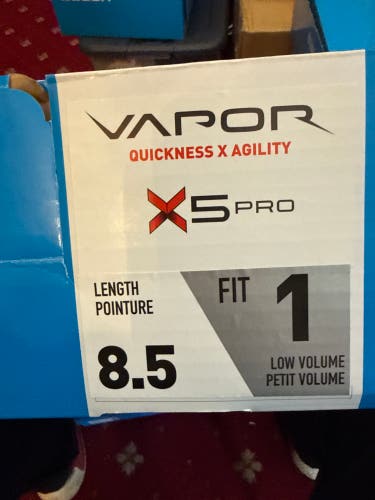 VAPOR
QUICKNESS X AGILITY
X5 PRO
LENGTH
POINTURE
8.5
FIT 1
LOW VOLUME
PETIT VOLUME